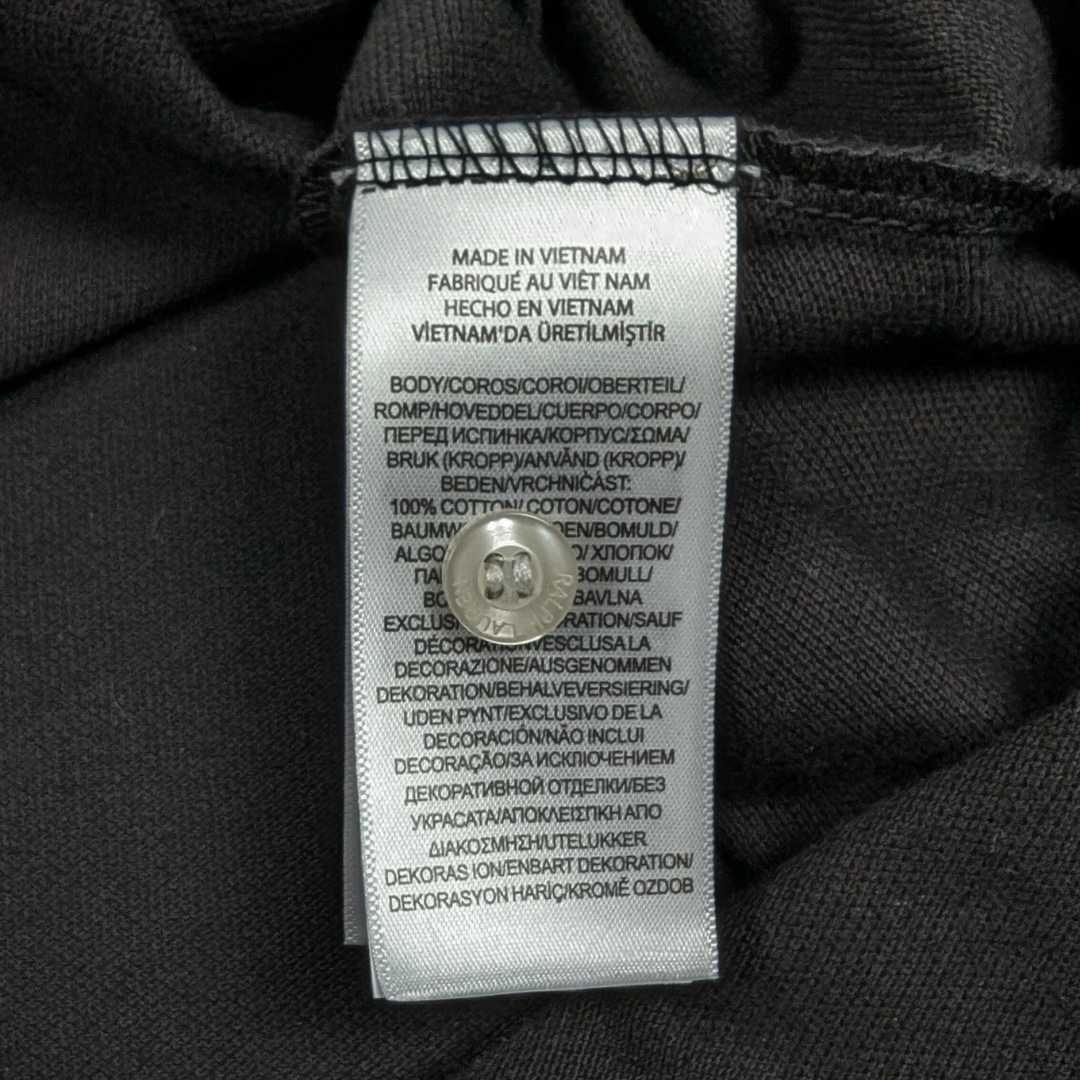 MADE IN VIETNAM
FABRIQUÉ AU VIÊT NAM
HECHO EN VIETNAM
VİETNAM'DA ÜRETİLMİŞTİR
BODY/COROS/COROI/OBERTEIL/
ROMP/HOVEDDEL/CUERPO/CORPO/
ПЕРЕД ИСПИНКА/КОРПУС/ΣΩΜΑ/
BRUK (KROPP)/ANVÄND (KROPP)/
BEDEN/VRCHNIČÁST:
100% COTTON/ COTON/COTONE/
BOMULD/
ХЛОПОК/
BOMULL/
BAVLNA
SAUF
LA
DECORAZIONE/AUSGENOMMEN
DEKORATION/BEHALVEVERSIERING/
UDEN PYNT/EXCLUSIVO DE LA
DECORACIÓN/NÃO INCLUI
DECORAÇÃO/ЗА ИСКЛЮЧЕНИЕМ
ДЕКОРАТИВНОЙ ОТДЕЛКИ/БЕЗ
УКРАСАТА/ΑΠΟΚΛΕΙΣΠΚΗ ΑΠΟ
ΔΙΑΚΟΣΜΗΣΗ/UTELUKKER
DEKORAS ION/ENBART DEKORATION/
DEKORASYON HARİÇ/KROMĚ OZDOB
RALPH LAUREN